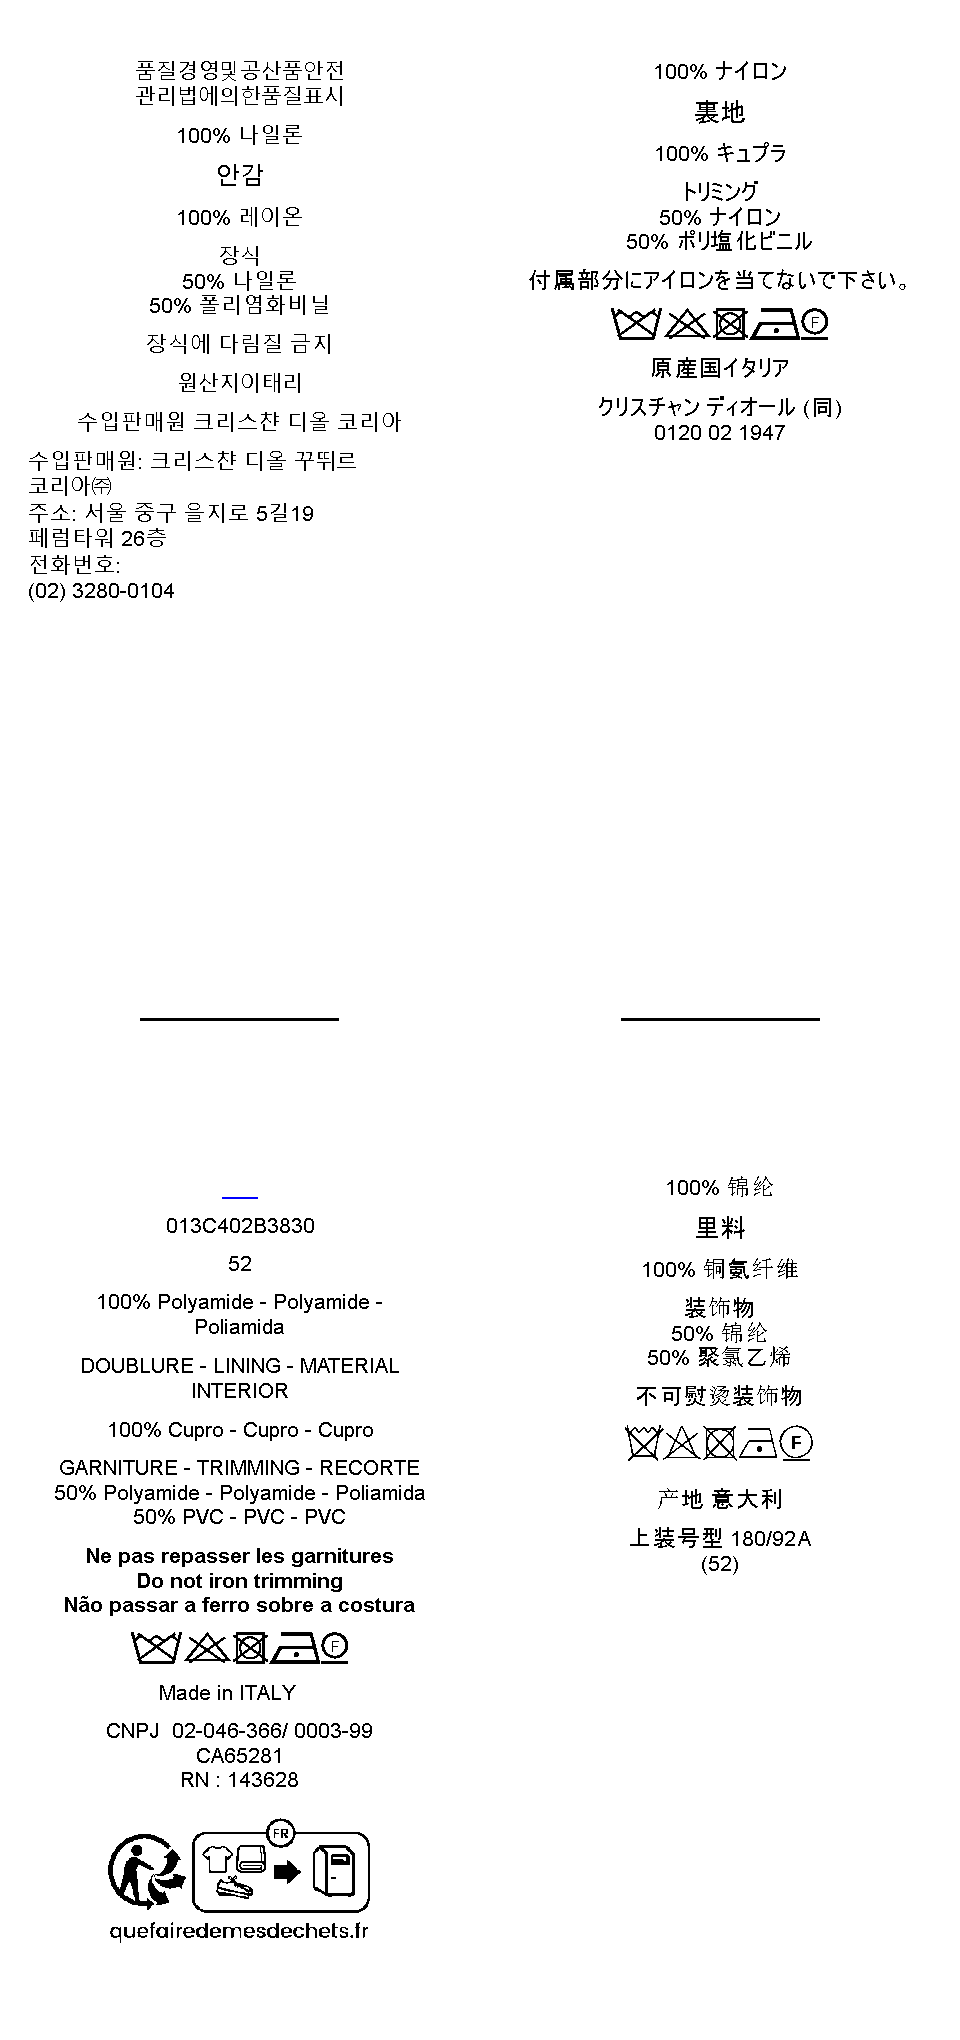 품질경영및공산품안전
관리법에의한품질표시
100% 나일론
안감
100% 레이온
장식
50% 나일론
50% 폴리염화비닐
장식에 다림질 금지
원산지이태리
수입판매원 크리스챤 디올 코리아
수입판매원: 크리스챤 디올 꾸뛰르
코리아㈜
주소: 서울 중구 을지로 5길19
페럼타워 26층
전화번호:
(02) 3280-0104
100% ナイロン
裏地
100% キュプラ
トリミング
50% ナイロン
50% ポリ塩化ビニル
付属部分にアイロンを当てないで下さい。
F
原産国イタリア
クリスチャン ディオール (同)
0120 02 1947
013C402B3830
52
100% Polyamide - Polyamide -
Poliamida
DOUBLURE - LINING - MATERIAL
INTERIOR
100% Cupro - Cupro - Cupro
GARNITURE - TRIMMING - RECORTE
50% Polyamide - Polyamide - Poliamida
50% PVC - PVC - PVC
Ne pas repasser les garnitures
Do not iron trimming
Não passar a ferro sobre a costura
F
Made in ITALY
CNPJ  02-046-366/ 0003-99
CA65281
RN : 143628
FR
quefairedemesdechets.fr
100% 锦纶
里料
100% 铜氨纤维
装饰物
50% 锦纶
50% 聚氯乙烯
不可熨烫装饰物
F
产地 意大利
上装号型 180/92A
(52)